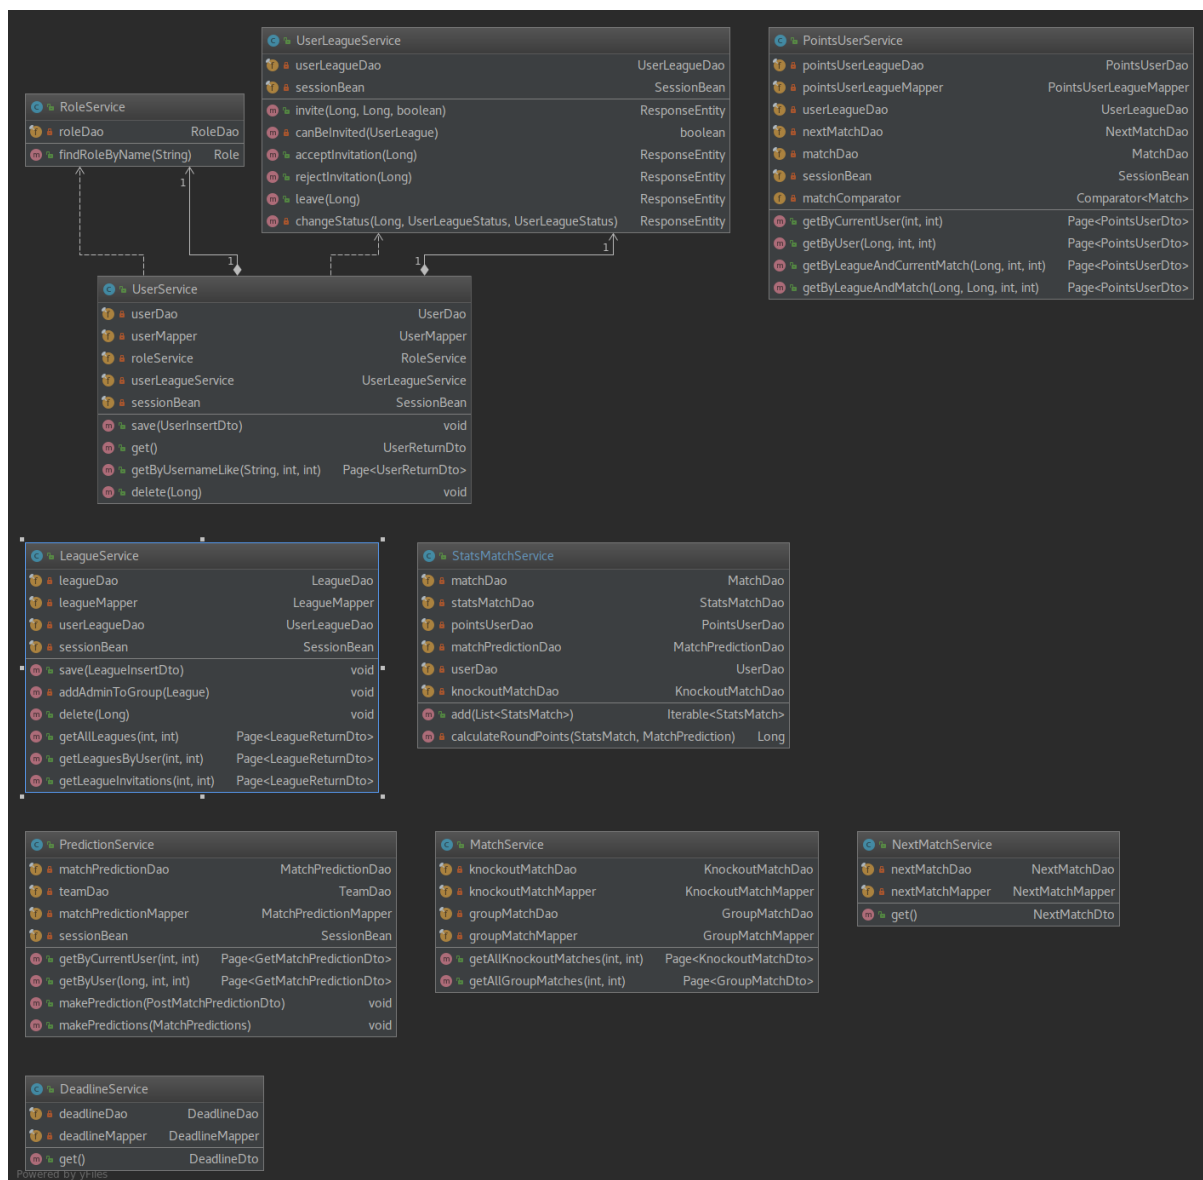 UserLeagueService
userLeagueDao UserLeagueDao
sessionBean SessionBean
invite(Long, Long, boolean) ResponseEntity
canBeInvited(UserLeague) boolean
acceptInvitation(Long) ResponseEntity
rejectInvitation(Long) ResponseEntity
leave(Long) ResponseEntity
changeStatus(Long, UserLeagueStatus, UserLeagueStatus) ResponseEntity
PointsUserService
pointsUserLeagueDao PointsUserDao
pointsUserLeagueMapper PointsUserLeagueMapper
userLeagueDao UserLeagueDao
nextMatchDao NextMatchDao
matchDao MatchDao
sessionBean SessionBean
matchComparator Comparator<Match>
getByCurrentUser(int, int) Page<PointsUserDto>
getByUser(Long, int, int) Page<PointsUserDto>
getByLeagueAndCurrentMatch(Long, int, int) Page<PointsUserDto>
getByLeagueAndMatch(Long, Long, int, int) Page<PointsUserDto>
RoleService
roleDao RoleDao
findRoleByName(String) Role
1
1
1
1
UserService
userDao UserDao
userMapper UserMapper
roleService RoleService
userLeagueService UserLeagueService
sessionBean SessionBean
save(UserInsertDto) void
get() UserReturnDto
getByUsernameLike(String, int, int) Page<UserReturnDto>
delete(Long) void
LeagueService
leagueDao LeagueDao
leagueMapper LeagueMapper
userLeagueDao UserLeagueDao
sessionBean SessionBean
save(LeagueInsertDto) void
addAdminToGroup(League) void
delete(Long) void
getAllLeagues(int, int) Page<LeagueReturnDto>
getLeaguesByUser(int, int) Page<LeagueReturnDto>
getLeagueInvitations(int, int) Page<LeagueReturnDto>
StatsMatchService
matchDao MatchDao
statsMatchDao StatsMatchDao
pointsUserDao PointsUserDao
matchPredictionDao MatchPredictionDao
userDao UserDao
knockoutMatchDao KnockoutMatchDao
add(List<StatsMatch>) Iterable<StatsMatch>
calculateRoundPoints(StatsMatch, MatchPrediction) Long
PredictionService
matchPredictionDao MatchPredictionDao
teamDao TeamDao
matchPredictionMapper MatchPredictionMapper
sessionBean SessionBean
getByCurrentUser(int, int) Page<GetMatchPredictionDto>
getByUser(long, int, int) Page<GetMatchPredictionDto>
makePrediction(PostMatchPredictionDto) void
makePredictions(MatchPredictions) void
MatchService
knockoutMatchDao KnockoutMatchDao
knockoutMatchMapper KnockoutMatchMapper
groupMatchDao GroupMatchDao
groupMatchMapper GroupMatchMapper
getAllKnockoutMatches(int, int) Page<KnockoutMatchDto>
getAllGroupMatches(int, int) Page<GroupMatchDto>
NextMatchService
nextMatchDao NextMatchDao
nextMatchMapper NextMatchMapper
get() NextMatchDto
DeadlineService
deadlineDao DeadlineDao
deadlineMapper DeadlineMapper
get() DeadlineDto
Powered by yFiles